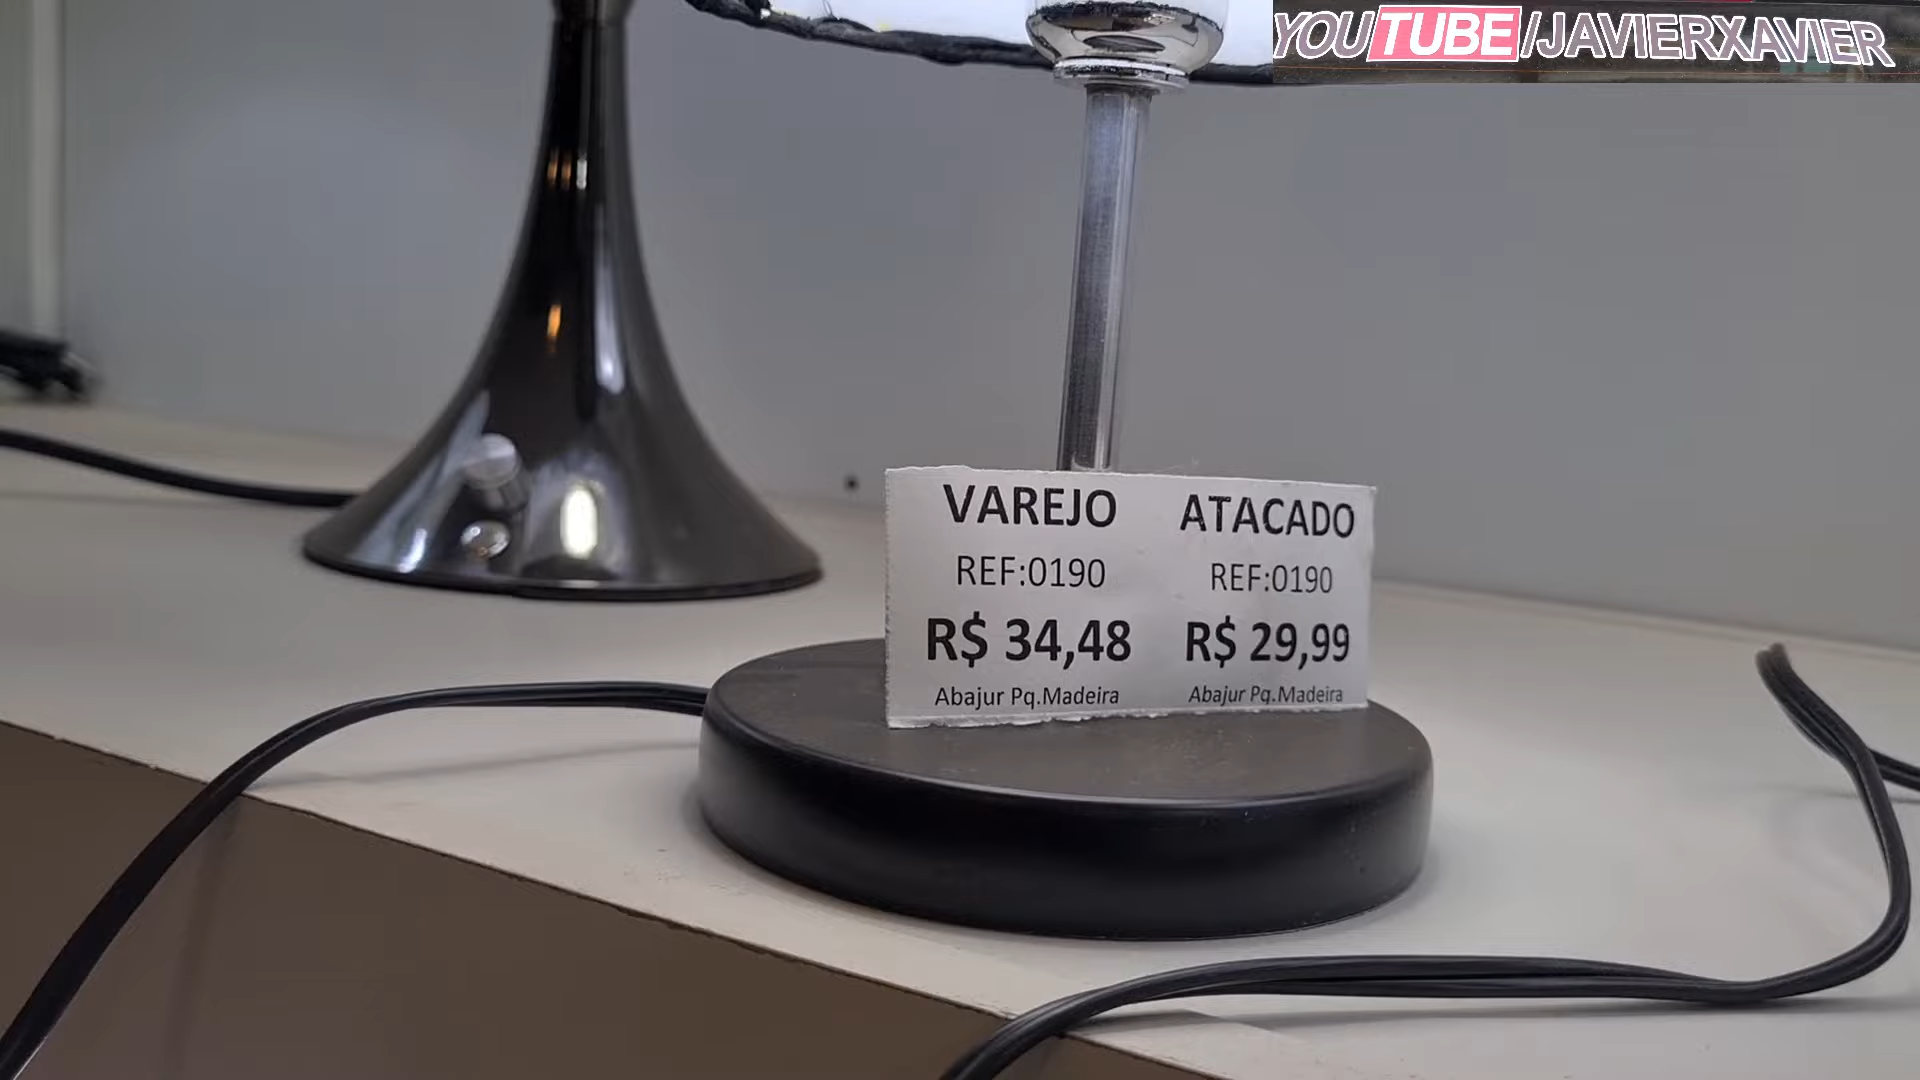 YOUTUBE/JAVIERXAVIER
VAREJO
REF:0190
R$ 34,48
Abajur Pq.Madeira
ATACADO
REF:0190
R$ 29,99
Abajur Pq.Madeira